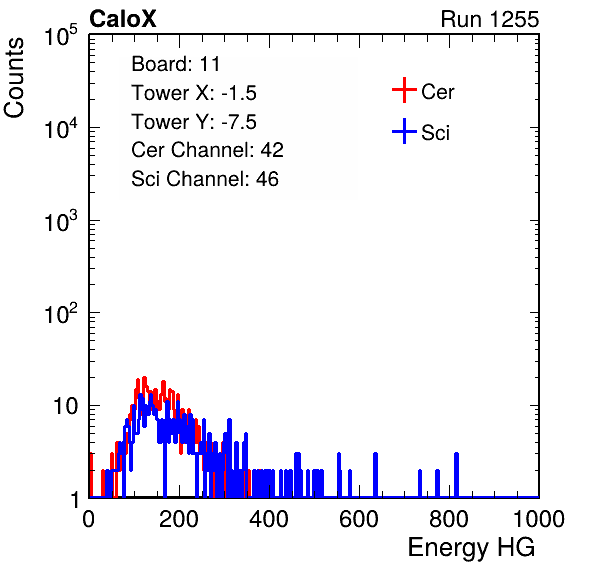 CaloX Run 1255
Counts
10^5
10^4
10^3
10^2
10
1
Board: 11
Tower X: -1.5
Tower Y: -7.5
Cer Channel: 42
Sci Channel: 46
Cer
Sci
0 200 400 600 800 1000
Energy HG